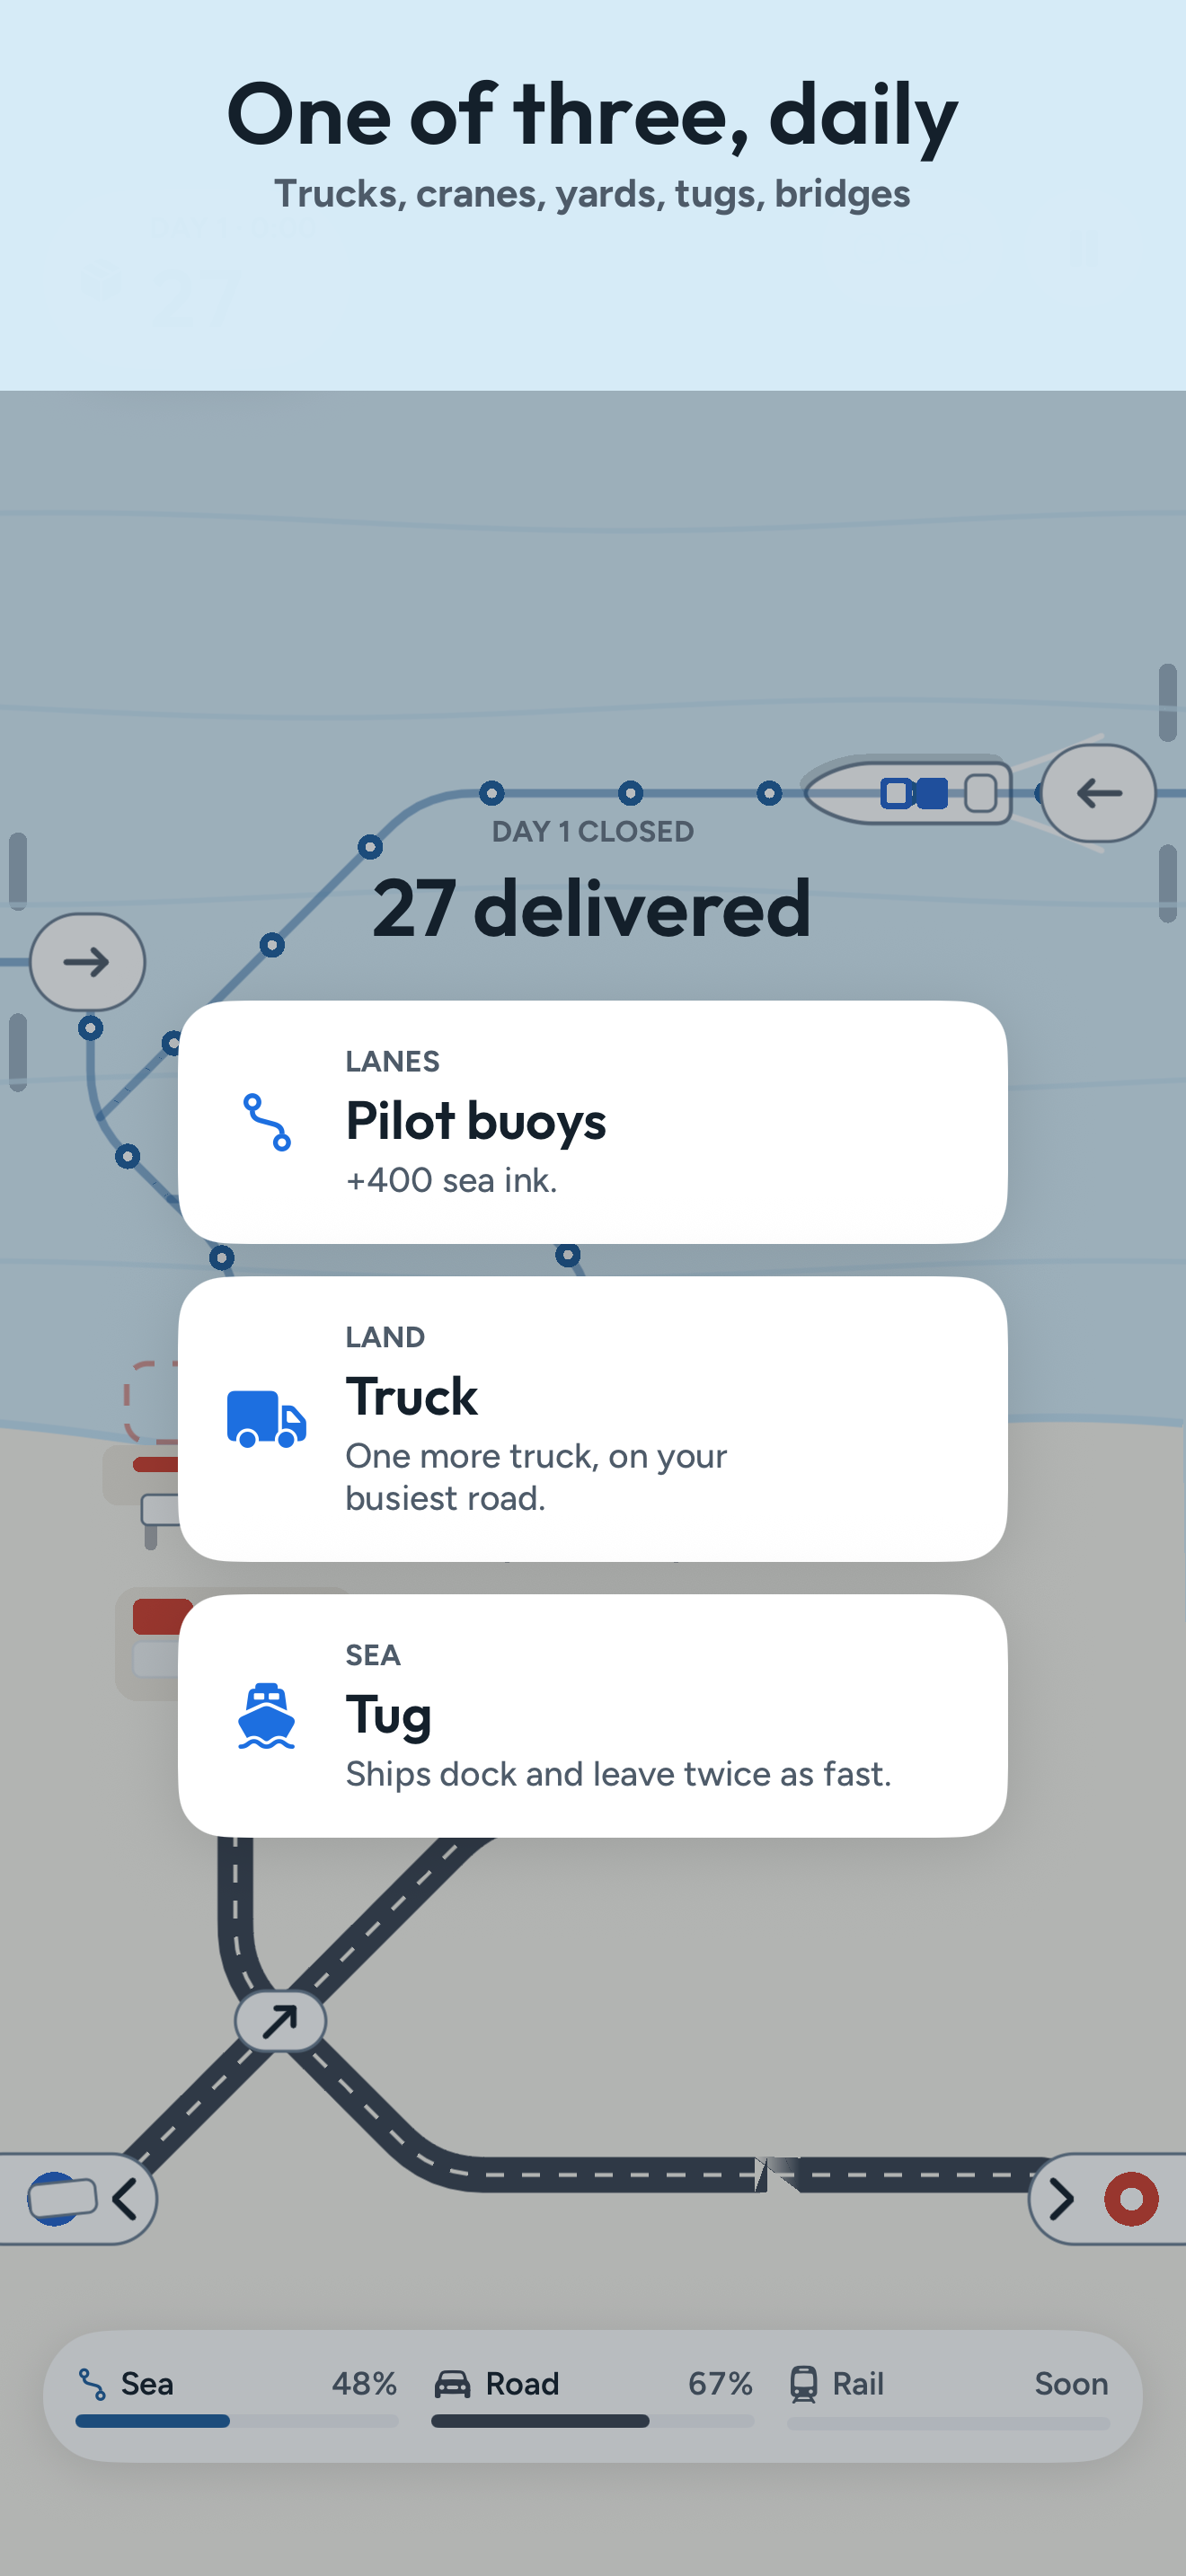 One of three, daily
Trucks, cranes, yards, tugs, bridges
27
DAY 1 CLOSED
27 delivered
LANES
Pilot buoys
+400 sea ink.
LAND
Truck
One more truck, on your
busiest road.
SEA
Tug
Ships dock and leave twice as fast.
Sea 48% Road 67% Rail Soon